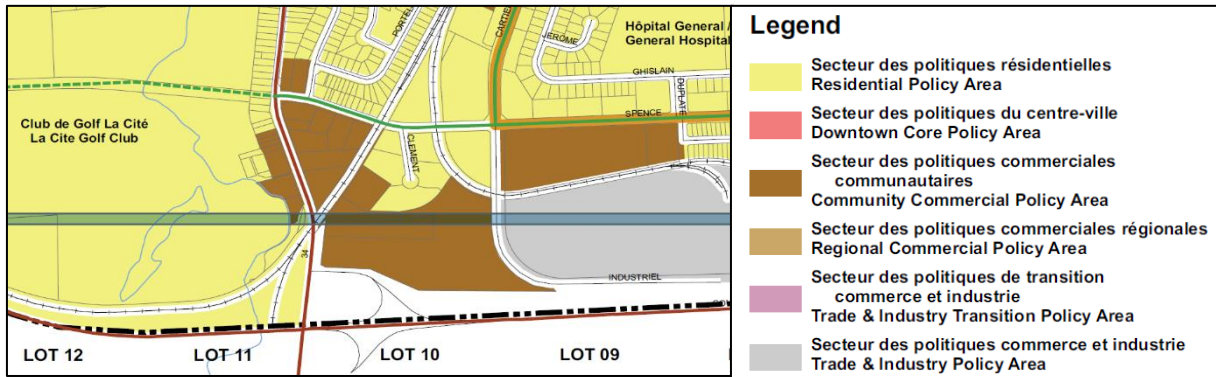 PORTEL
CARTIER
Hôpital General /
General Hospital
JEROME
GHISLAIN
DUPLATE
SPENCE
Club de Golf La Cité
La Cite Golf Club
CLEMENT
34
INDUSTRIEL
LOT 12
LOT 11
LOT 10
LOT 09
Legend
Secteur des politiques résidentielles
Residential Policy Area
Secteur des politiques du centre-ville
Downtown Core Policy Area
Secteur des politiques commerciales
communautaires
Community Commercial Policy Area
Secteur des politiques commerciales régionales
Regional Commercial Policy Area
Secteur des politiques de transition
commerce et industrie
Trade & Industry Transition Policy Area
Secteur des politiques commerce et industrie
Trade & Industry Policy Area